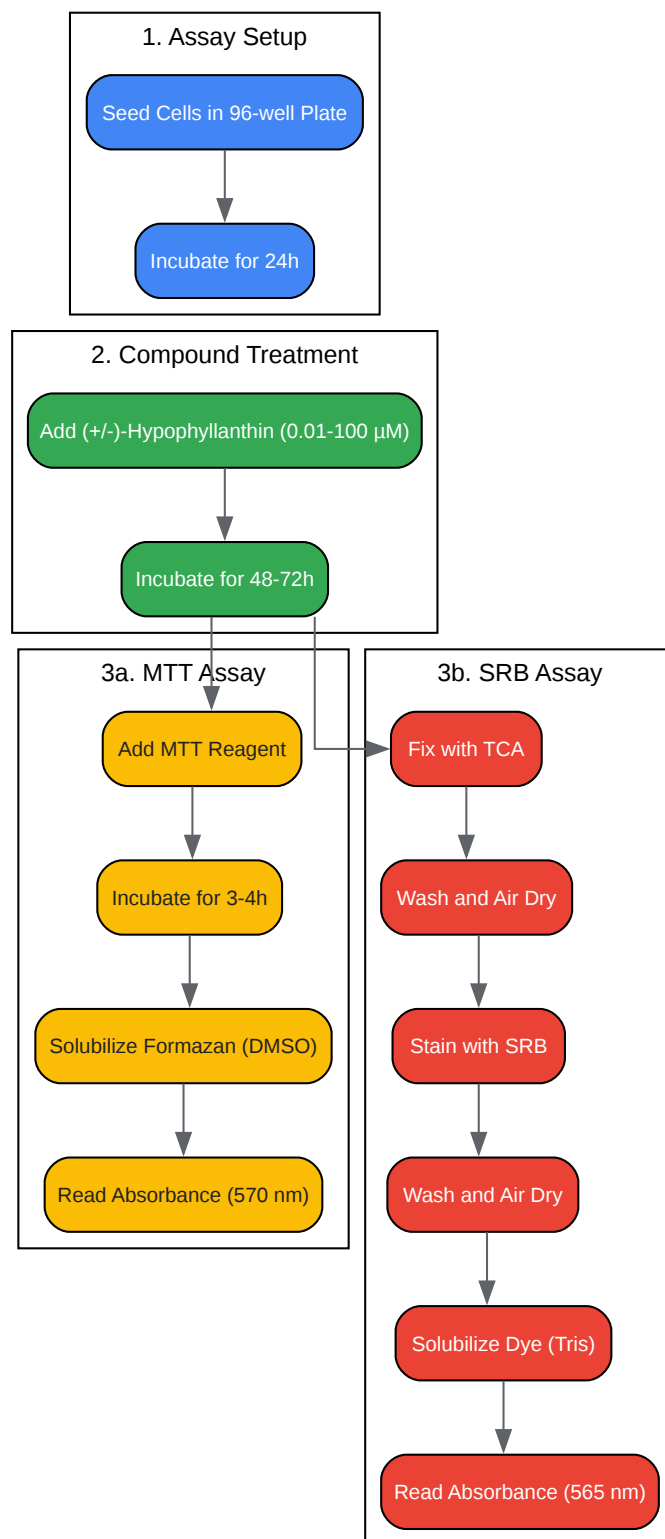 1. Assay Setup
Seed Cells in 96-well Plate
Incubate for 24h
2. Compound Treatment
Add (+/-)-Hypophyllanthin (0.01-100 µM)
Incubate for 48-72h
3a. MTT Assay
Add MTT Reagent
Incubate for 3-4h
Solubilize Formazan (DMSO)
Read Absorbance (570 nm)
3b. SRB Assay
Fix with TCA
Wash and Air Dry
Stain with SRB
Wash and Air Dry
Solubilize Dye (Tris)
Read Absorbance (565 nm)